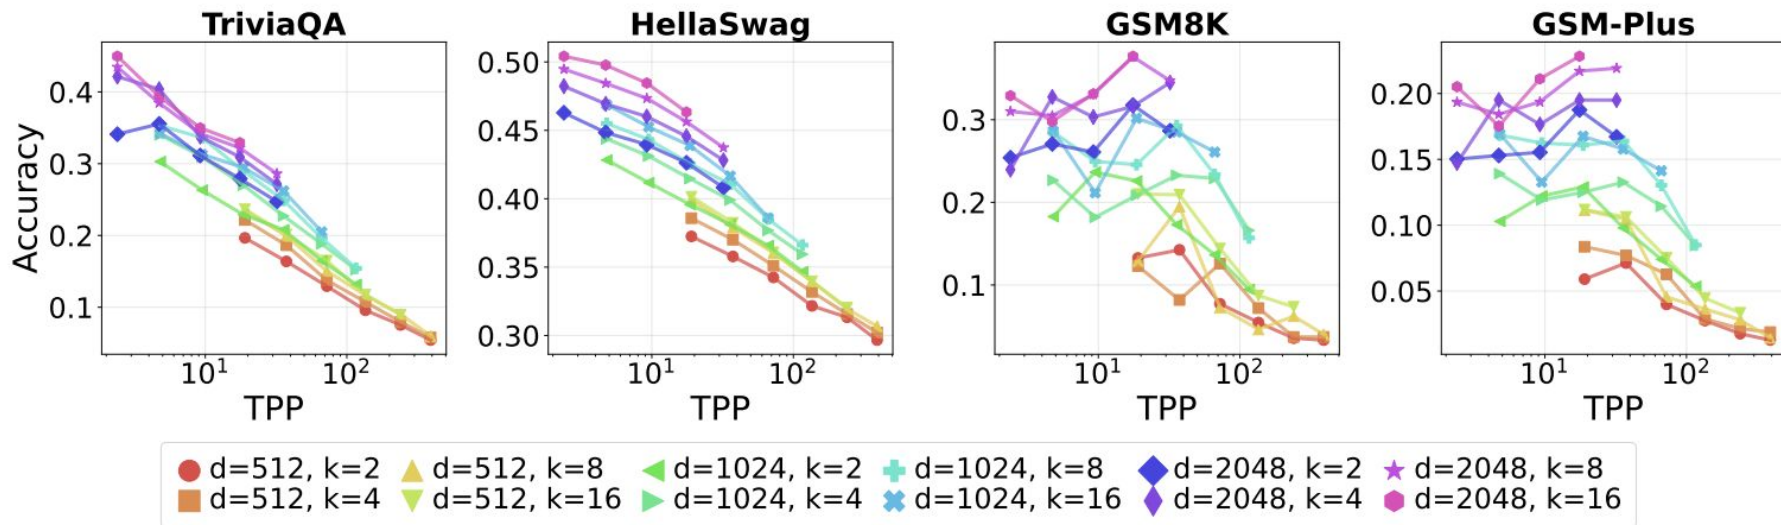 TriviaQA
HellaSwag
GSM8K
GSM-Plus
Accuracy
0.4
0.3
0.2
0.1
0.50
0.45
0.40
0.35
0.30
0.3
0.2
0.1
0.20
0.15
0.10
0.05
10¹ 10²
10¹ 10²
10¹ 10²
10¹ 10²
TPP
TPP
TPP
TPP
d=512, k=2 d=512, k=8 d=1024, k=2 d=1024, k=8 d=2048, k=2 d=2048, k=8
d=512, k=4 d=512, k=16 d=1024, k=4 d=1024, k=16 d=2048, k=4 d=2048, k=16